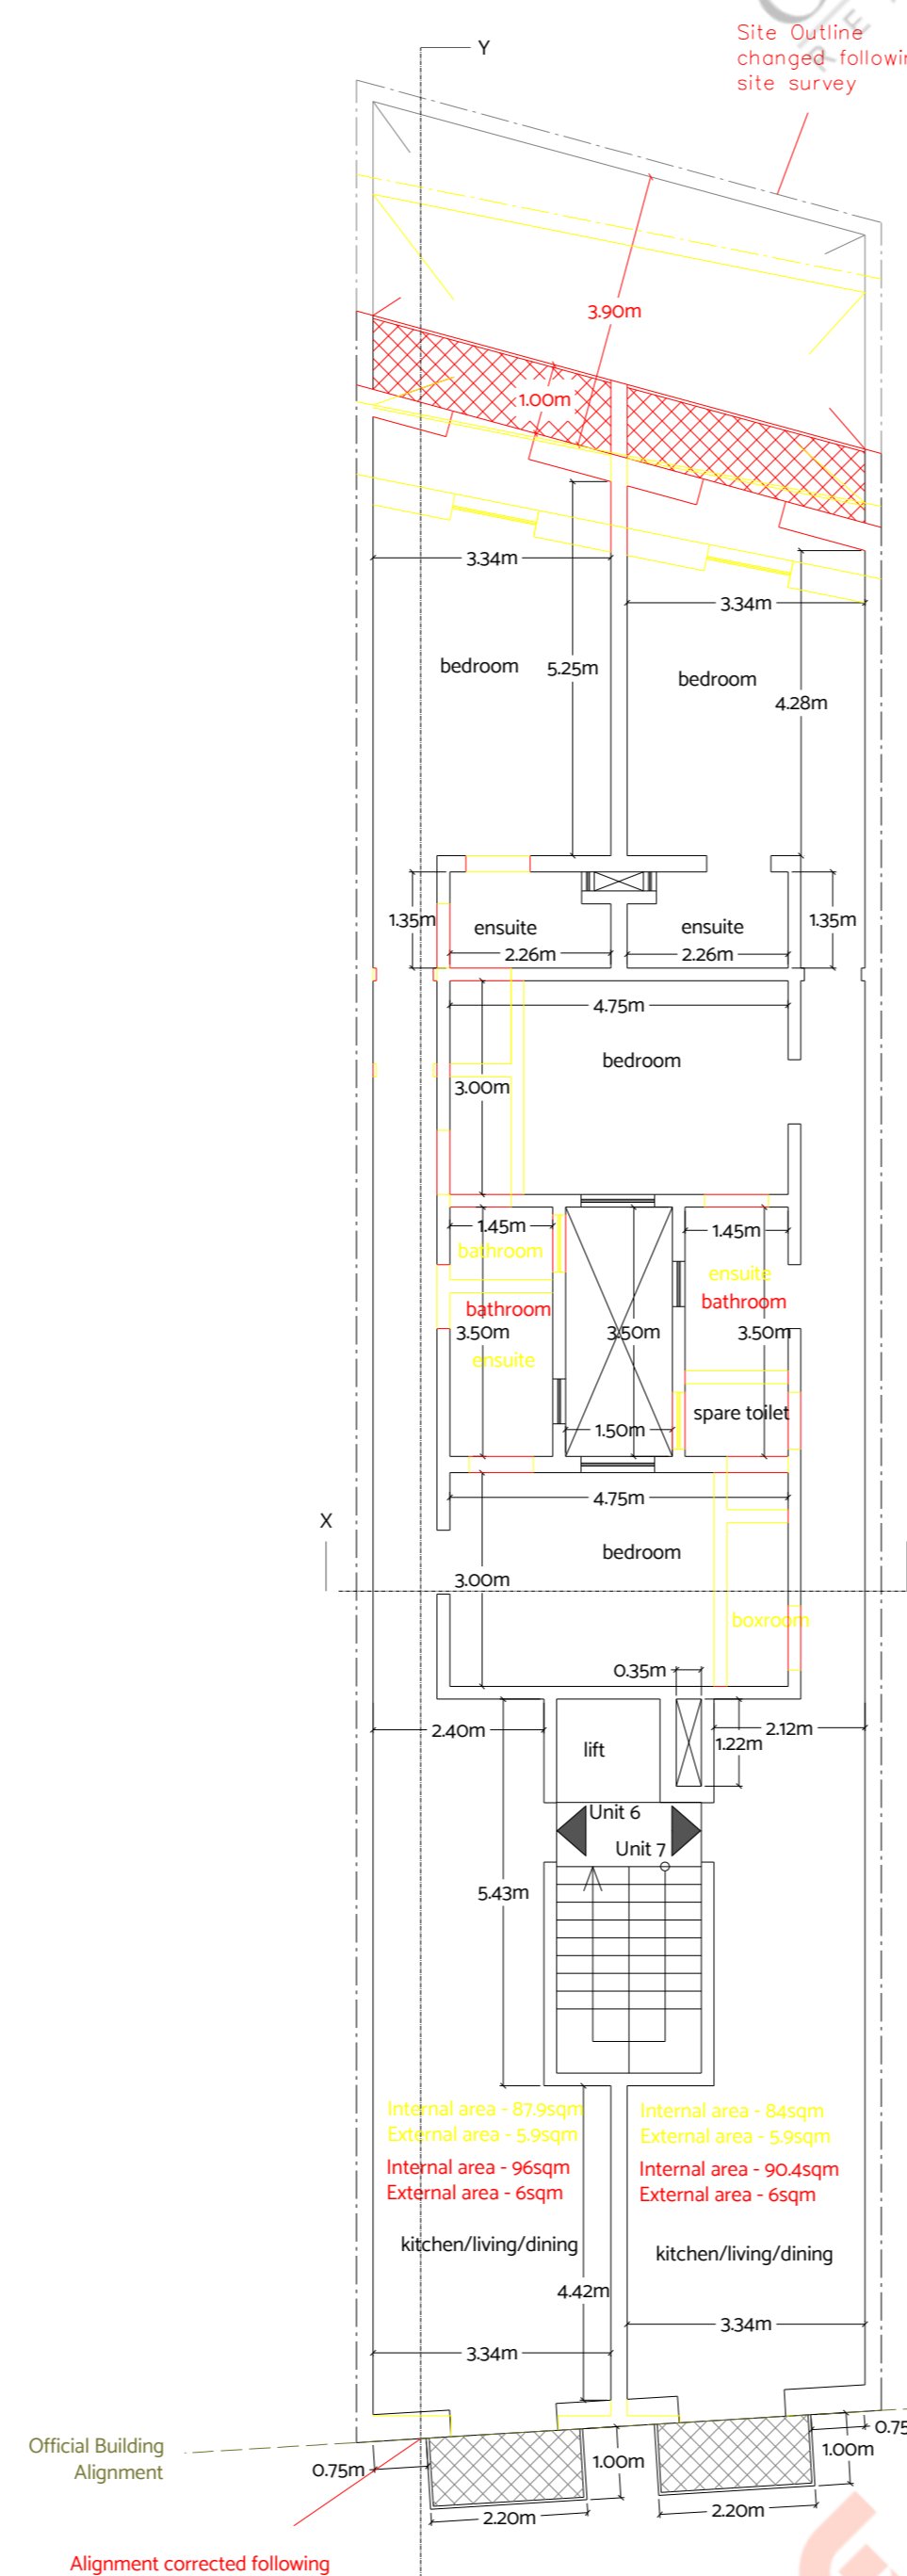 Y
Site Outline
changed followin
site survey
3.90m
1.00m
3.34m
3.34m
bedroom
5.25m
bedroom
4.28m
1.35m
ensuite
ensuite
1.35m
2.26m
2.26m
4.75m
bedroom
3.00m
1.45m
1.45m
bathroom
ensuite
bathroom
bathroom
3.50m
3.50m
3.50m
ensuite
spare toilet
1.50m
4.75m
X
bedroom
3.00m
boxroom
0.35m
2.40m
2.12m
lift
1.22m
Unit 6
Unit 7
5.43m
Internal area - 87.9sqm
External area - 5.9sqm
Internal area - 84sqm
External area - 5.9sqm
Internal area - 96sqm
External area - 6sqm
Internal area - 90.4sqm
External area - 6sqm
kitchen/living/dining
kitchen/living/dining
4.42m
3.34m
3.34m
Official Building
Alignment
0.75m
0.75
1.00m
1.00m
2.20m
2.20m
Alignment corrected following